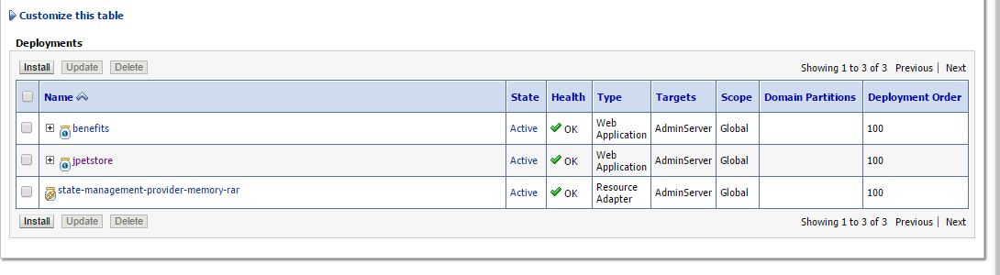 Customize this table
Deployments
Install Update Delete Showing 1 to 3 of 3 Previous | Next
Name State Health Type Targets Scope Domain Partitions Deployment Order
benefits Active OK Web Application AdminServer Global 100
jpetstore Active OK Web Application AdminServer Global 100
state-management-provider-memory-rar Active OK Resource Adapter AdminServer Global 100
Install Update Delete Showing 1 to 3 of 3 Previous | Next